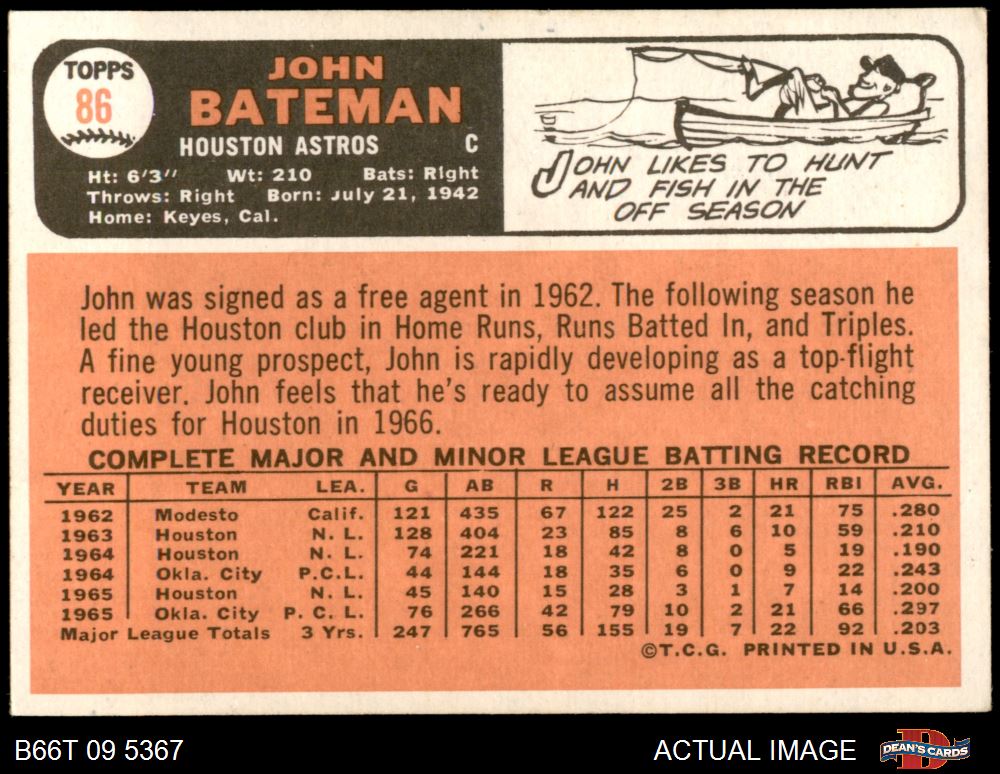 TOPPS
86
JOHN
BATEMAN
HOUSTON ASTROS C
Ht: 6'3" Wt: 210 Bats: Right
Throws: Right Born: July 21, 1942
Home: Keyes, Cal.
JOHN LIKES TO HUNT
AND FISH IN THE
OFF SEASON
John was signed as a free agent in 1962. The following season he
led the Houston club in Home Runs, Runs Batted In, and Triples.
A fine young prospect, John is rapidly developing as a top-flight
receiver. John feels that he's ready to assume all the catching
duties for Houston in 1966.
COMPLETE MAJOR AND MINOR LEAGUE BATTING RECORD
YEAR TEAM LEA. G AB R H 2B 3B HR RBI AVG.
1962 Modesto Calif. 121 435 67 122 25 2 21 75 .280
1963 Houston N. L. 128 404 23 85 8 6 10 59 .210
1964 Houston N. L. 74 221 18 42 8 0 5 19 .190
1964 Okla. City P.C.L. 44 144 18 35 6 0 9 22 .243
1965 Houston N. L. 45 140 15 28 3 1 7 14 .200
1965 Okla. City P. C. L. 76 266 42 79 10 2 21 66 .297
Major League Totals 3 Yrs. 247 765 56 155 19 7 22 92 .203
©T.C.G. PRINTED IN U.S.A.
B66T 09 5367 ACTUAL IMAGE DEAN'S CARDS